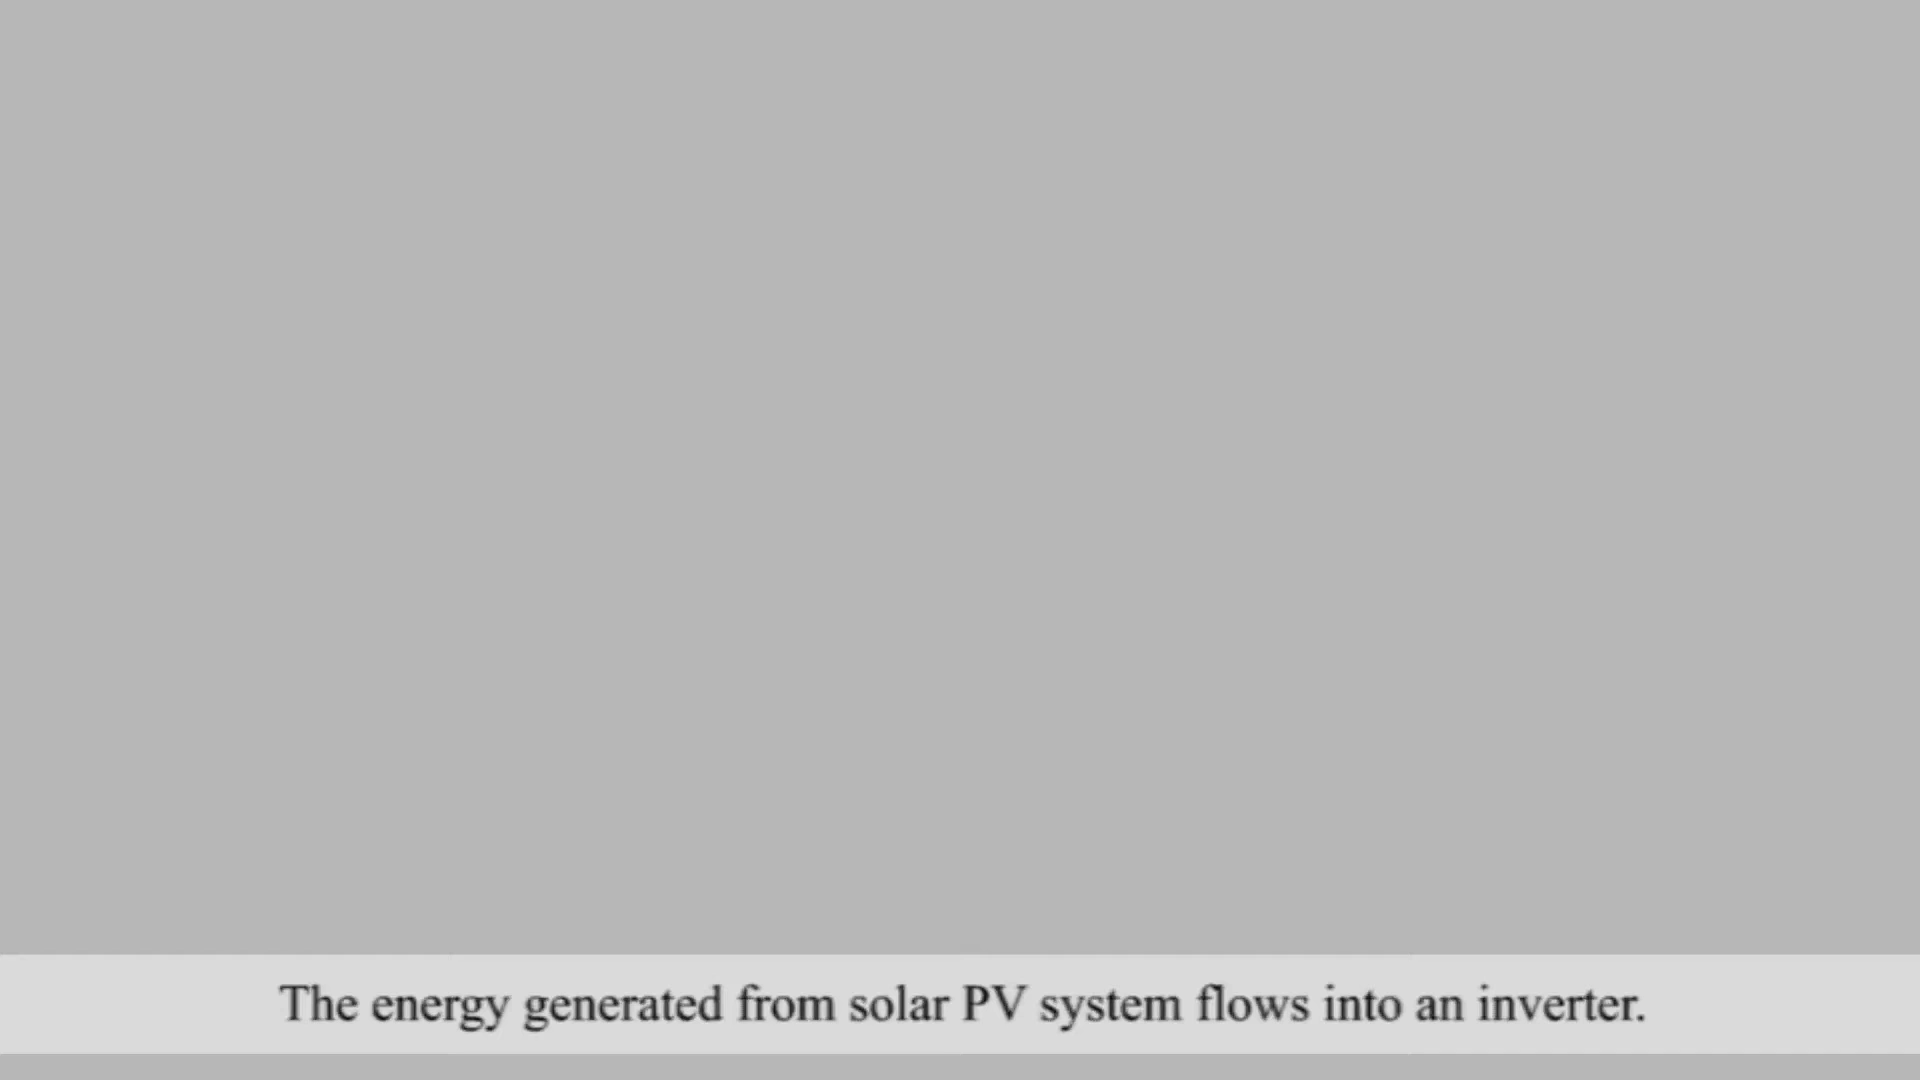 The energy generated from solar PV system flows into an inverter.